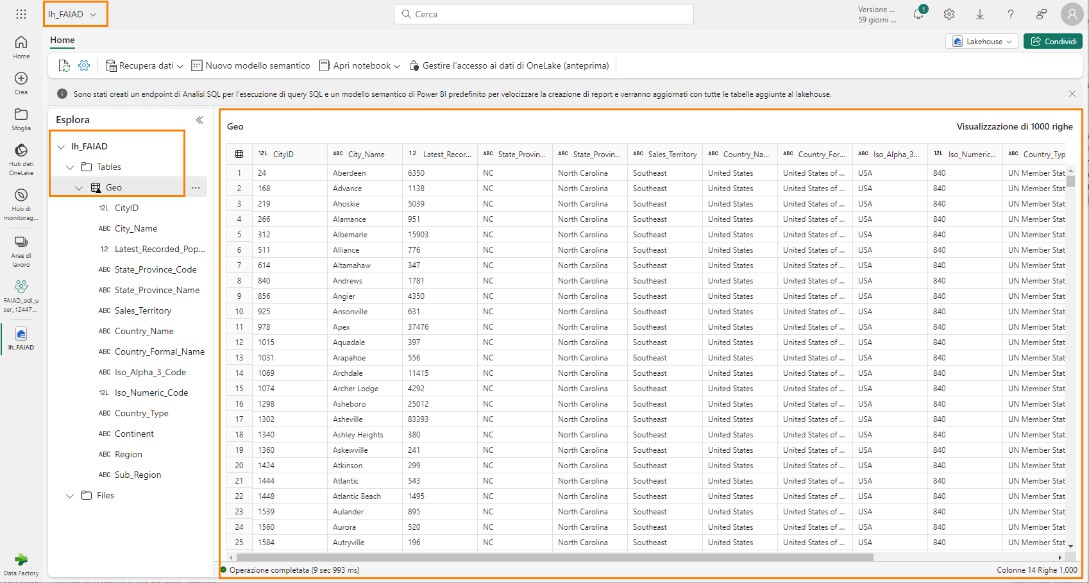 lh_FAIAD
Cerca
Versione ...
59 giorni ...
1
Home
Lakehouse
Condividi
Recupera dati
Nuovo modello semantico
Apri notebook
Gestire l'accesso ai dati di OneLake (anteprima)
Sono stati creati un endpoint di Analisi SQL per l'esecuzione di query SQL e un modello semantico di Power BI predefinito per velocizzare la creazione di report e verranno aggiornati con tutte le tabelle aggiunte al lakehouse.
Home
Crea
Sfoglia
Hub dati
OneLake
Hub di
monitorag...
Aree di
lavoro
FAIAD_odl_u
ser_12447...
lh_FAIAD
Data Factory
Esplora
lh_FAIAD
Tables
Geo
12L CityID
ABC City_Name
12 Latest_Recorded_Pop...
ABC State_Province_Code
ABC State_Province_Name
ABC Sales_Territory
ABC Country_Name
ABC Country_Formal_Name
ABC Iso_Alpha_3_Code
12L Iso_Numeric_Code
ABC Country_Type
ABC Continent
ABC Region
ABC Sub_Region
Files
Geo Visualizzazione di 1000 righe
12L CityID ABC City_Name 12 Latest_Recor... ABC State_Provin... ABC State_Provin... ABC Sales_Territory ABC Country_Na... ABC Country_For... ABC Iso_Alpha_3... 12L Iso_Numeric... ABC Country_Typ
1 24 Aberdeen 6350 NC North Carolina Southeast United States United States of ... USA 840 UN Member Stat
2 168 Advance 1138 NC North Carolina Southeast United States United States of ... USA 840 UN Member Stat
3 219 Ahoskie 5039 NC North Carolina Southeast United States United States of ... USA 840 UN Member Stat
4 266 Alamance 951 NC North Carolina Southeast United States United States of ... USA 840 UN Member Stat
5 312 Albemarle 15903 NC North Carolina Southeast United States United States of ... USA 840 UN Member Stat
6 511 Alliance 776 NC North Carolina Southeast United States United States of ... USA 840 UN Member Stat
7 614 Altamahaw 347 NC North Carolina Southeast United States United States of ... USA 840 UN Member Stat
8 840 Andrews 1781 NC North Carolina Southeast United States United States of ... USA 840 UN Member Stat
9 856 Angier 4350 NC North Carolina Southeast United States United States of ... USA 840 UN Member Stat
10 925 Ansonville 631 NC North Carolina Southeast United States United States of ... USA 840 UN Member Stat
11 978 Apex 37476 NC North Carolina Southeast United States United States of ... USA 840 UN Member Stat
12 1015 Aquadale 397 NC North Carolina Southeast United States United States of ... USA 840 UN Member Stat
13 1031 Arapahoe 556 NC North Carolina Southeast United States United States of ... USA 840 UN Member Stat
14 1069 Archdale 11415 NC North Carolina Southeast United States United States of ... USA 840 UN Member Stat
15 1074 Archer Lodge 4292 NC North Carolina Southeast United States United States of ... USA 840 UN Member Stat
16 1298 Asheboro 25012 NC North Carolina Southeast United States United States of ... USA 840 UN Member Stat
17 1302 Asheville 83393 NC North Carolina Southeast United States United States of ... USA 840 UN Member Stat
18 1340 Ashley Heights 380 NC North Carolina Southeast United States United States of ... USA 840 UN Member Stat
19 1360 Askewville 241 NC North Carolina Southeast United States United States of ... USA 840 UN Member Stat
20 1424 Atkinson 299 NC North Carolina Southeast United States United States of ... USA 840 UN Member Stat
21 1444 Atlantic 543 NC North Carolina Southeast United States United States of ... USA 840 UN Member Stat
22 1448 Atlantic Beach 1495 NC North Carolina Southeast United States United States of ... USA 840 UN Member Stat
23 1539 Aulander 895 NC North Carolina Southeast United States United States of ... USA 840 UN Member Stat
24 1560 Aurora 520 NC North Carolina Southeast United States United States of ... USA 840 UN Member Stat
25 1584 Autryville 196 NC North Carolina Southeast United States United States of ... USA 840 UN Member Stat
Operazione completata (9 sec 993 ms) Colonne 14 Righe 1,000